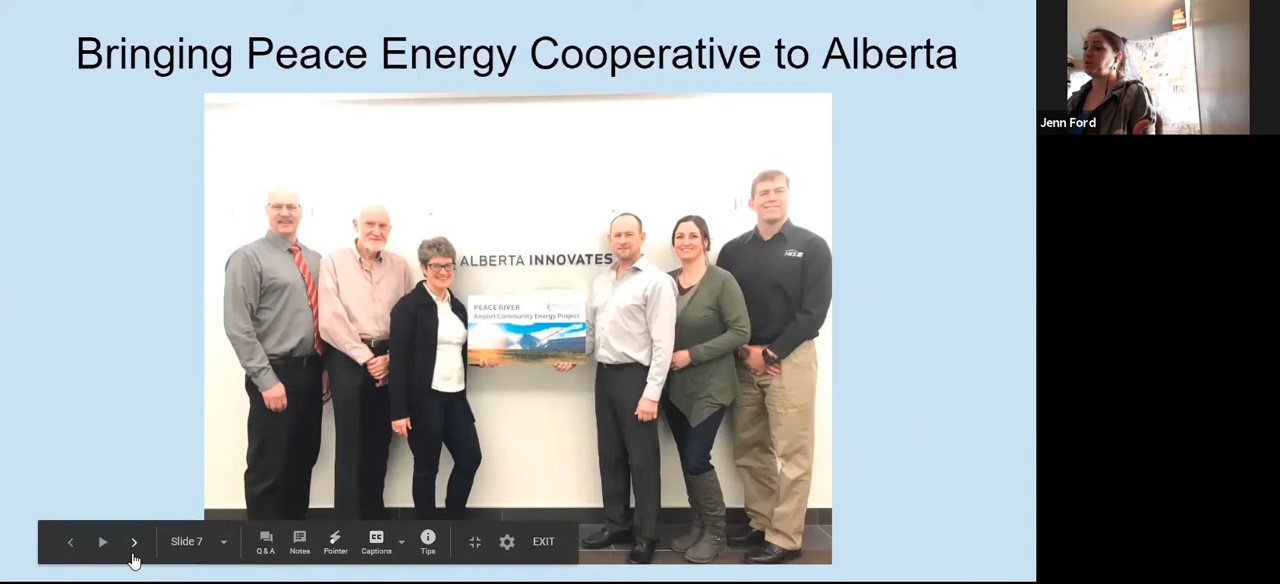 Bringing Peace Energy Cooperative to Alberta
Jenn Ford
ALBERTA INNOVATES
PEACE RIVER
Airport Community Energy Project
Slide 7
Q & A
Notes
Pointer
CC
Captions
Tips
EXIT